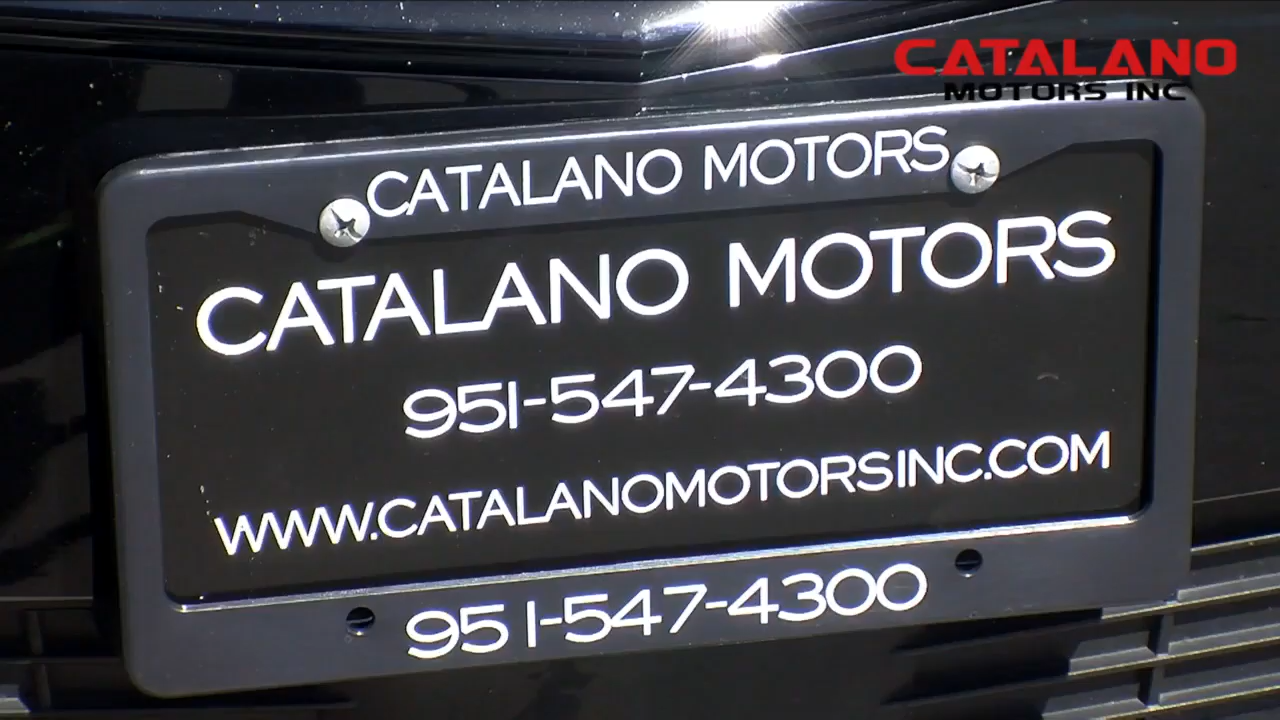 CATALANO
MOTORS INC
CATALANO MOTORS
CATALANO MOTORS
951-547-4300
WWW.CATALANOMOTORSINC.COM
951-547-4300